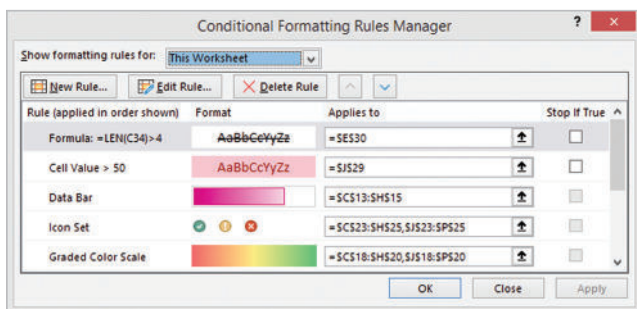 Conditional Formatting Rules Manager ? ×
Show formatting rules for: This Worksheet
New Rule... Edit Rule... Delete Rule
Rule (applied in order shown) Format Applies to Stop If True
Formula: =LEN(C34)>4 AaBbCcYyZz =$E$30
Cell Value > 50 AaBbCcYyZz =$J$29
Data Bar =$C$13:$H$15
Icon Set =$C$23:$H$25,$J$23:$P$25
Graded Color Scale =$C$18:$H$20,$J$18:$P$20
OK Close Apply